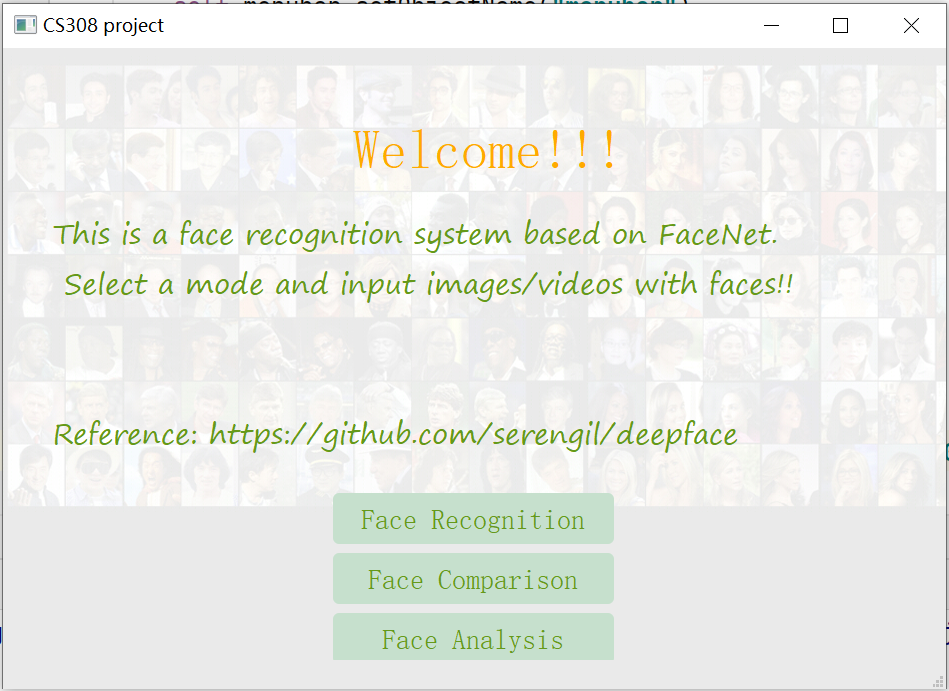 CS308 project
Welcome!!!
This is a face recognition system based on FaceNet.
Select a mode and input images/videos with faces!!
Reference: https://github.com/serengil/deepface
Face Recognition
Face Comparison
Face Analysis